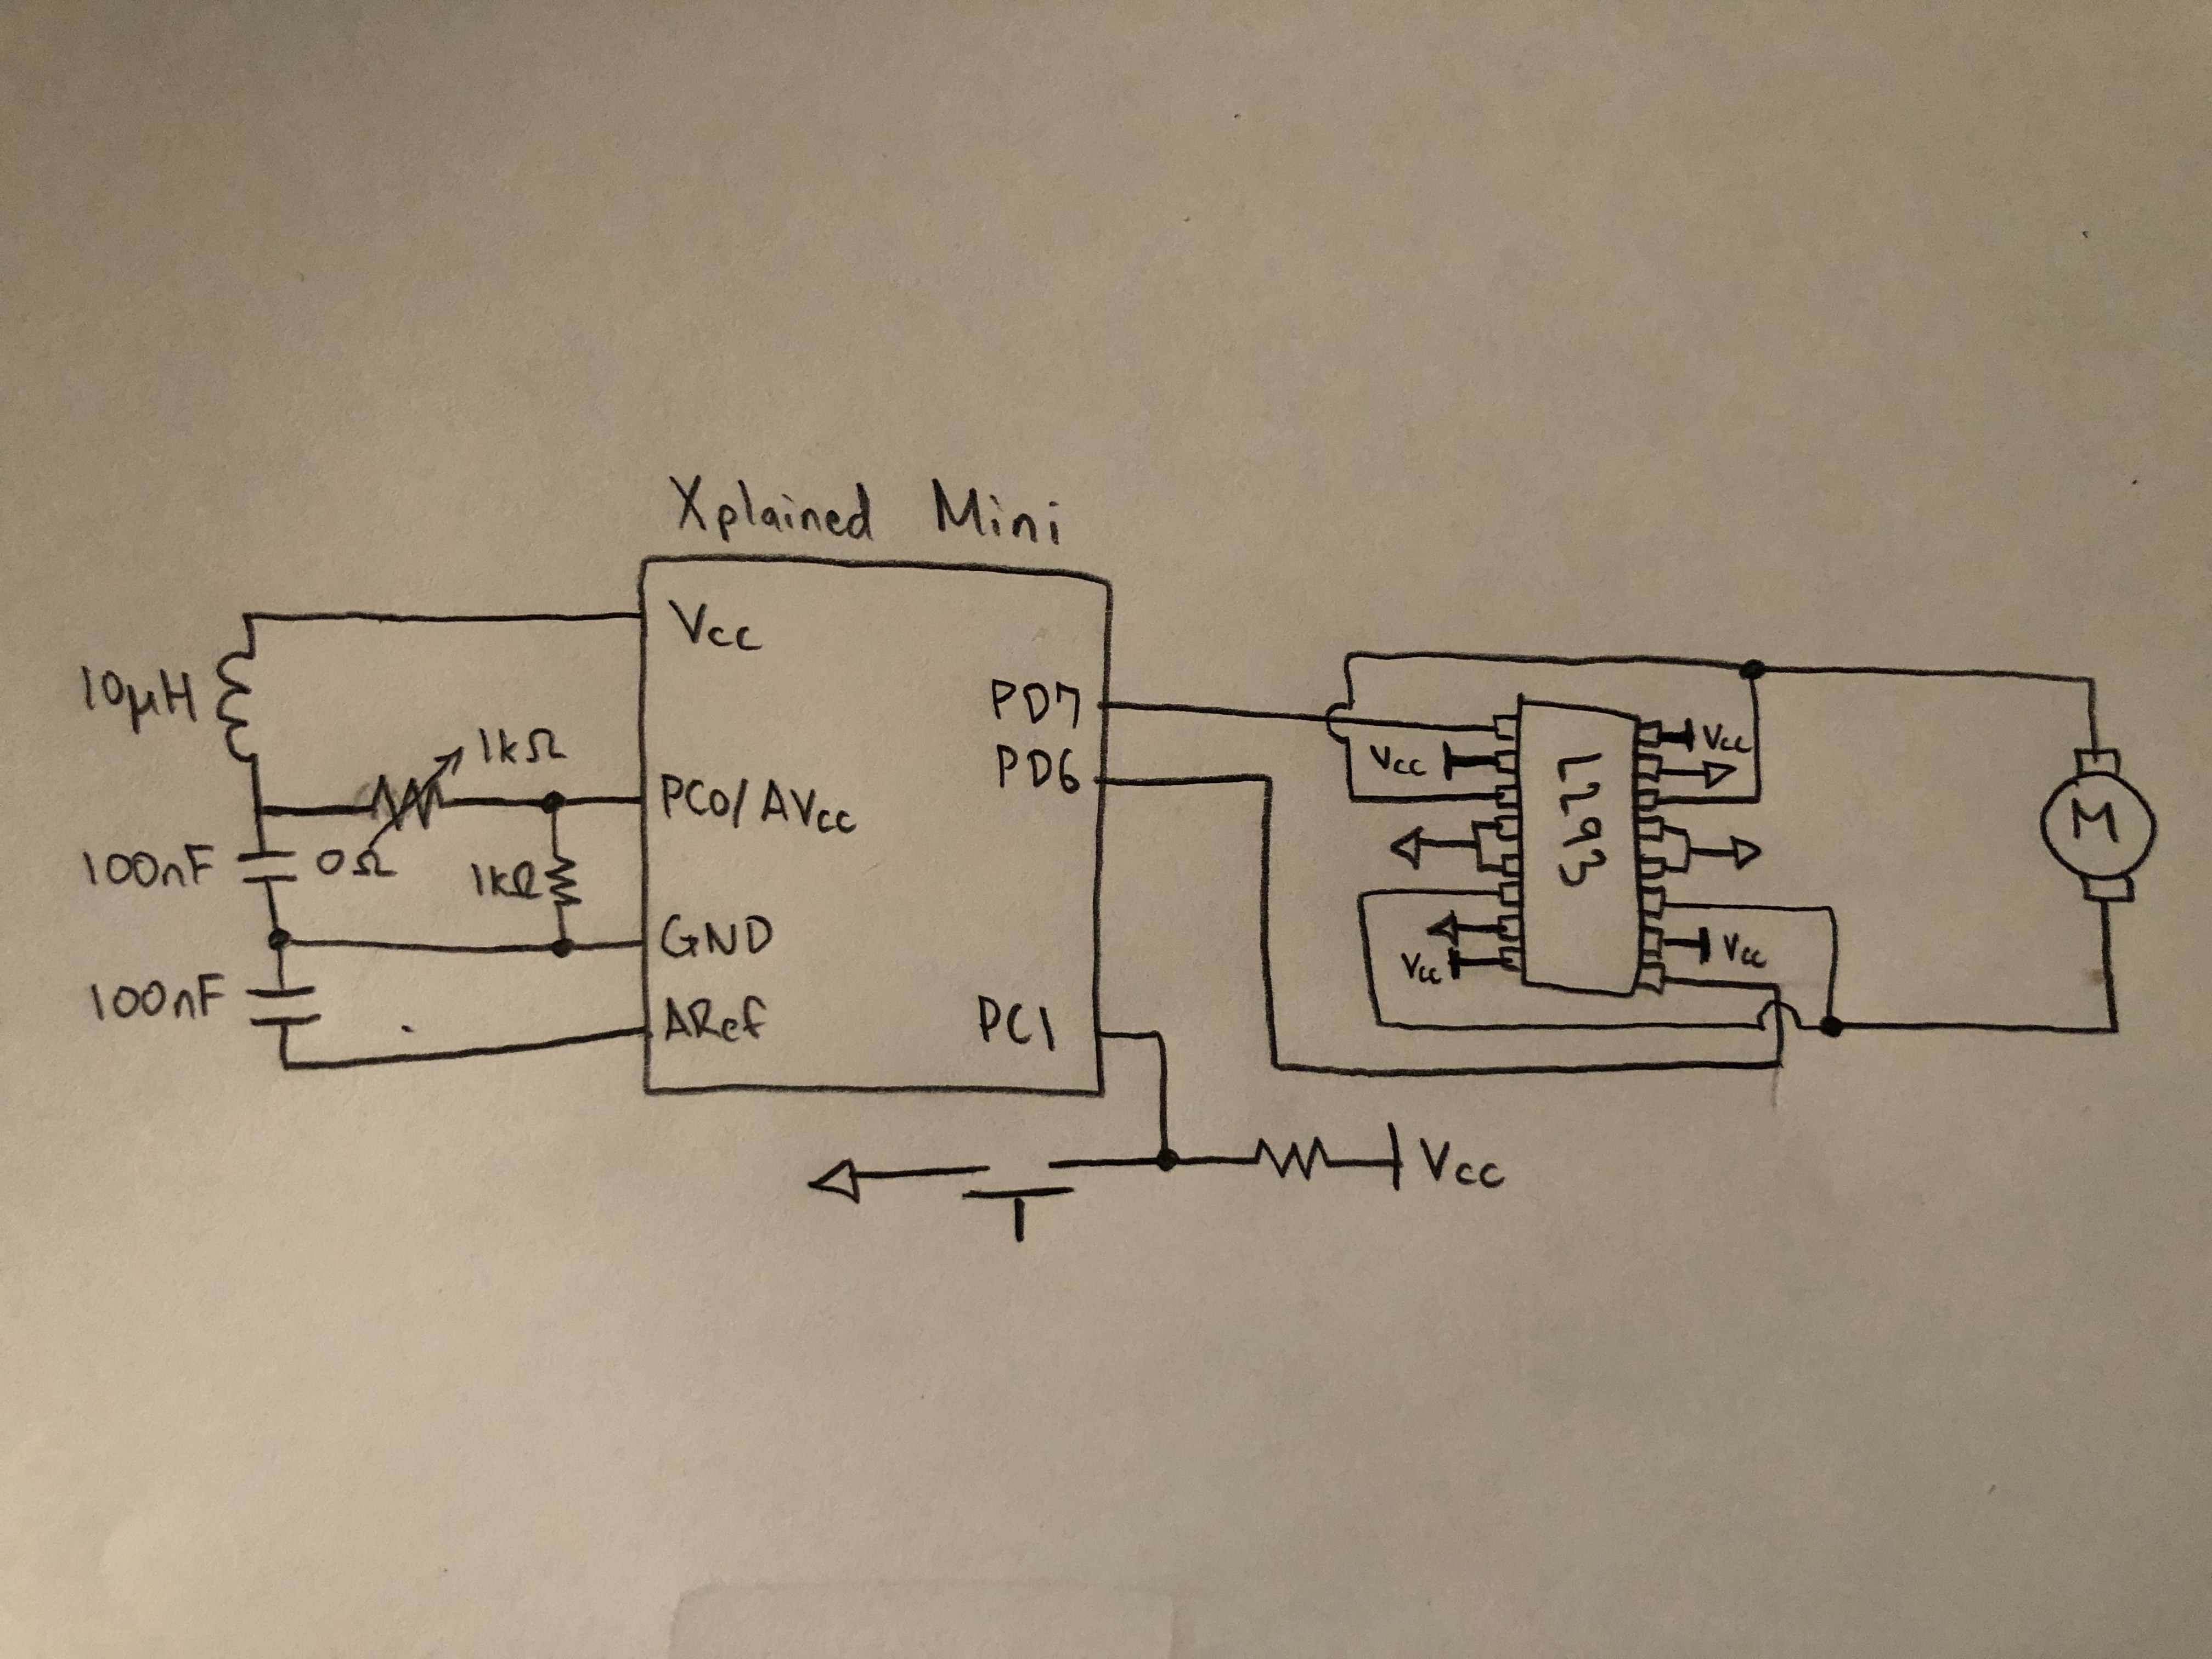 Xplained Mini
Vcc
10μH
PD7
1kΩ
PD6
Vcc
Vcc
PC0/AVcc
L293
M
100nF
0Ω
1kΩ
GND
Vcc
Vcc
100nF
ARef
PC1
Vcc